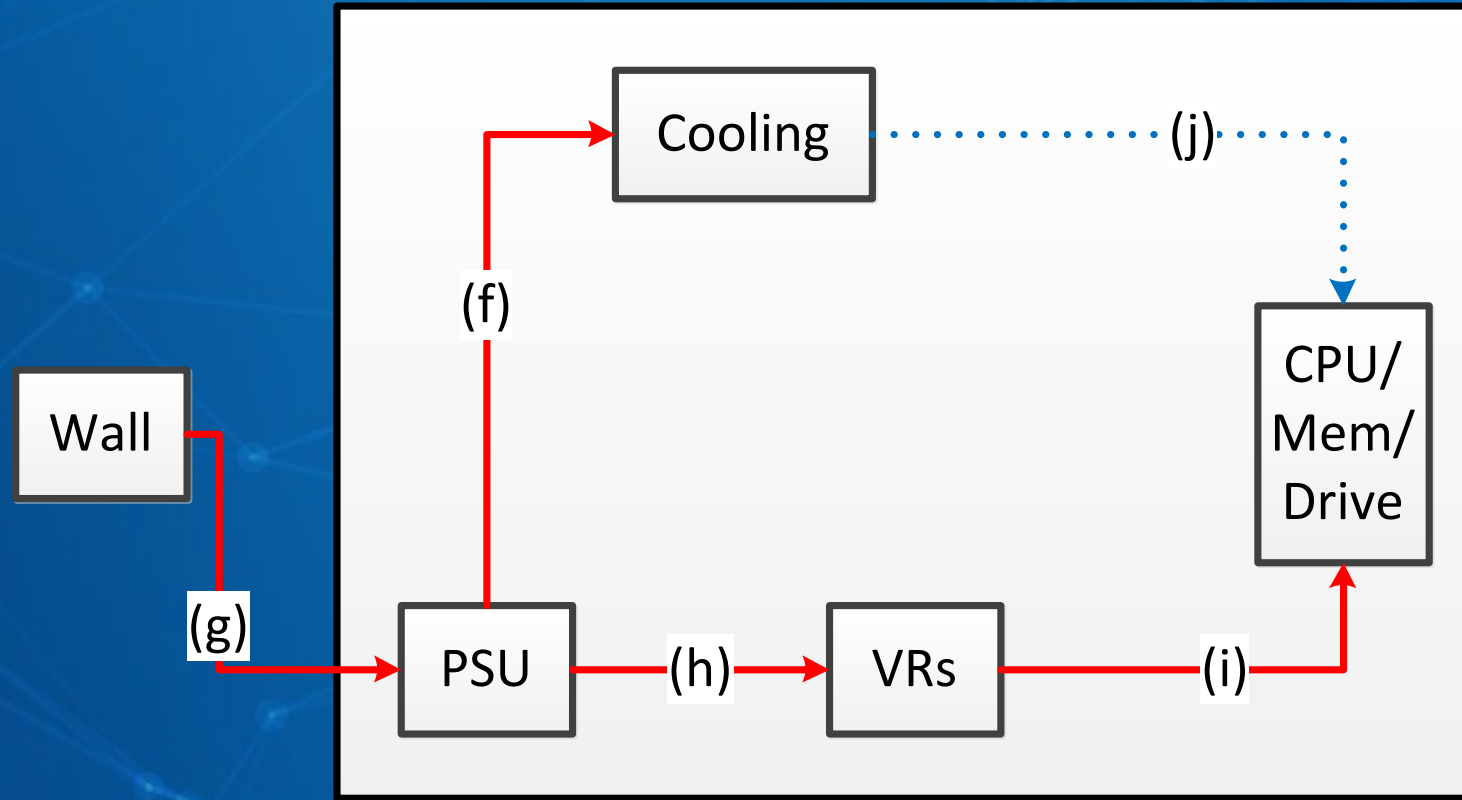 Cooling
(j)
(f)
CPU/
Mem/
Drive
Wall
(g)
PSU
(h)
VRs
(i)